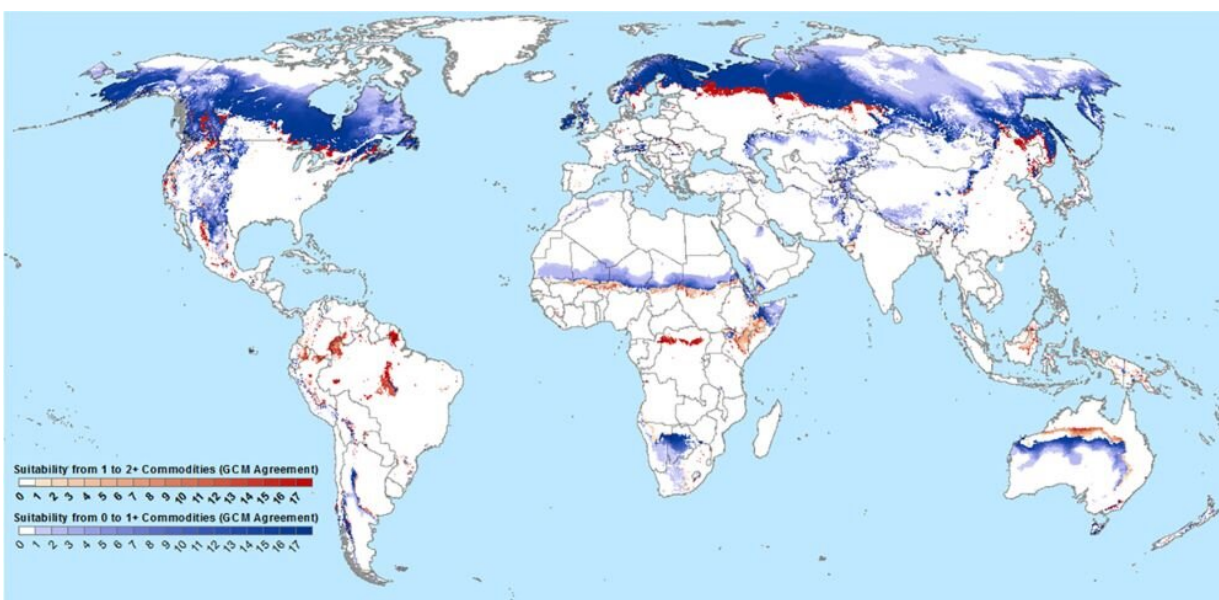 Suitability from 1 to 2+ Commodities (GCM Agreement)
0 1 2 3 4 5 6 7 8 9 10 11 12 13 14 15 16 17
Suitability from 0 to 1+ Commodities (GCM Agreement)
0 1 2 3 4 5 6 7 8 9 10 11 12 13 14 15 16 17